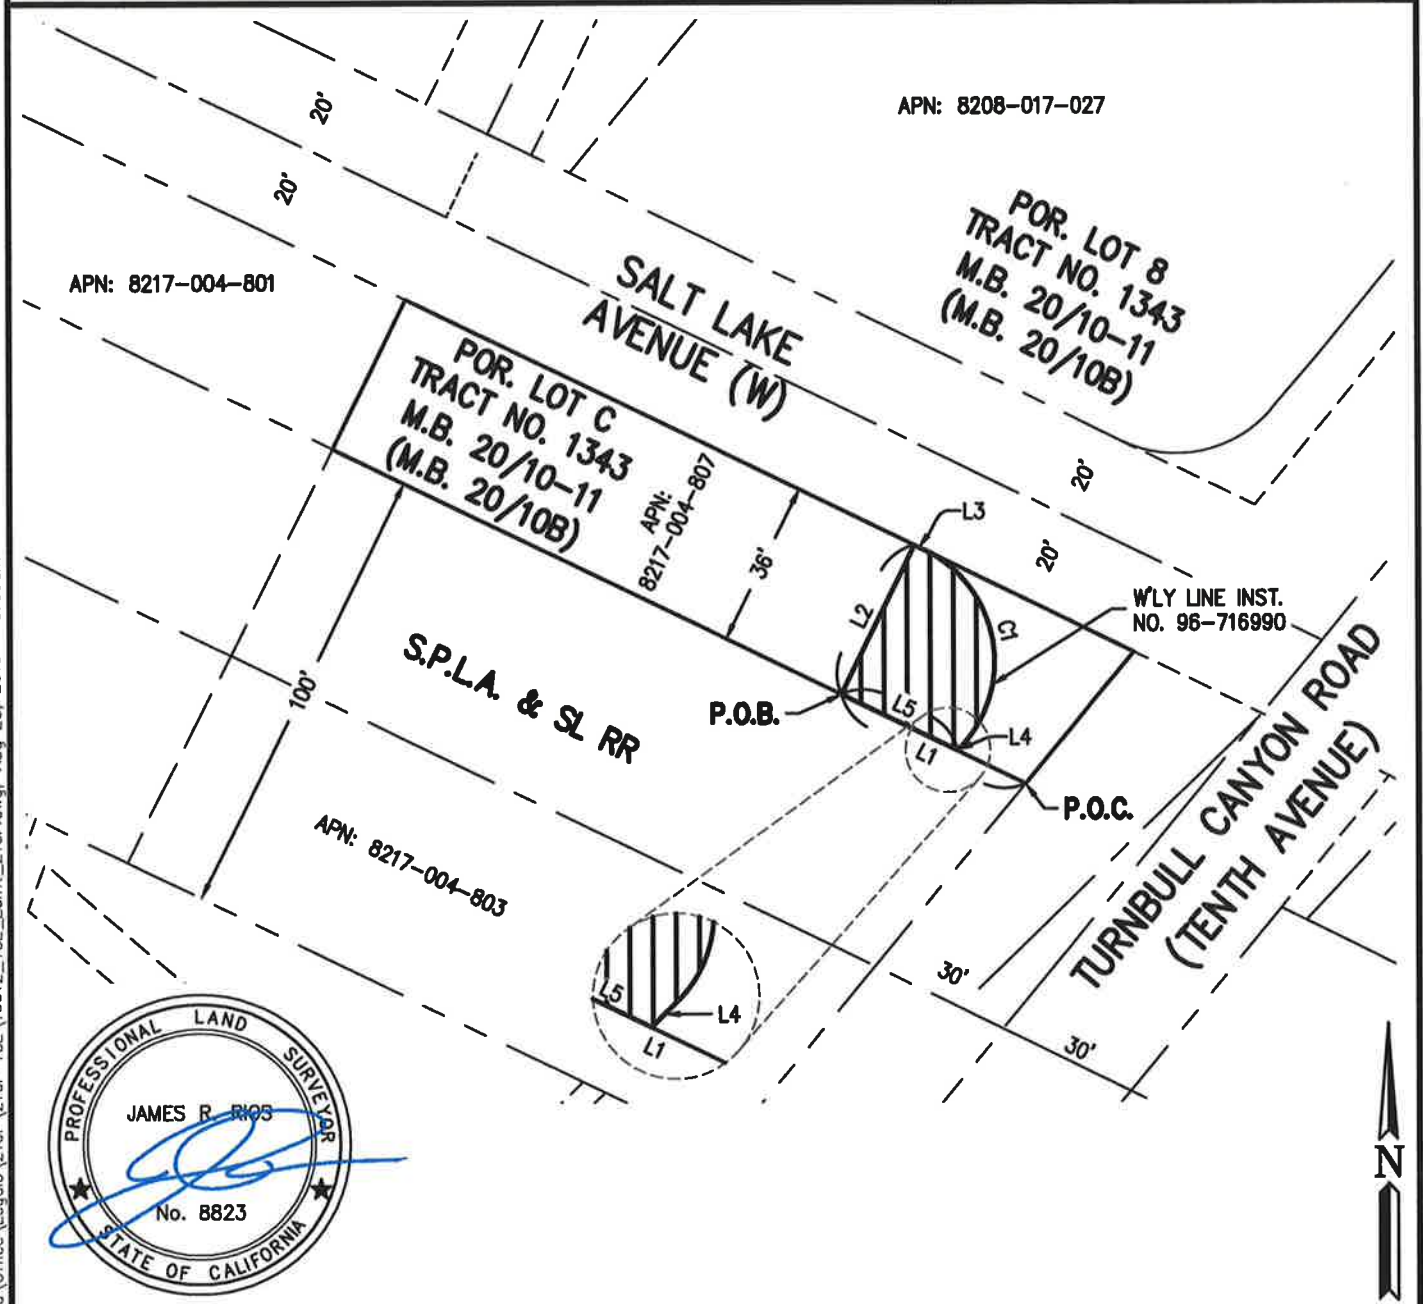 20'
20'
APN: 8208-017-027
POR. LOT 8
TRACT NO. 1343
M.B. 20/10-11
(M.B. 20/10B)
APN: 8217-004-801
SALT LAKE
AVENUE (W)
POR. LOT C
TRACT NO. 1343
M.B. 20/10-11
(M.B. 20/10B)
APN:
8217-004-807
36'
20'
20'
L3
L2
C1
W'LY LINE INST.
NO. 96-716990
100'
S.P.L.A. & SL RR
P.O.B.
L5
L1
L4
P.O.C.
TURNBULL CANYON ROAD
(TENTH AVENUE)
APN: 8217-004-803
L5
L4
L1
30'
30'
PROFESSIONAL LAND SURVEYOR
JAMES R. RIOS
No. 8823
STATE OF CALIFORNIA
N